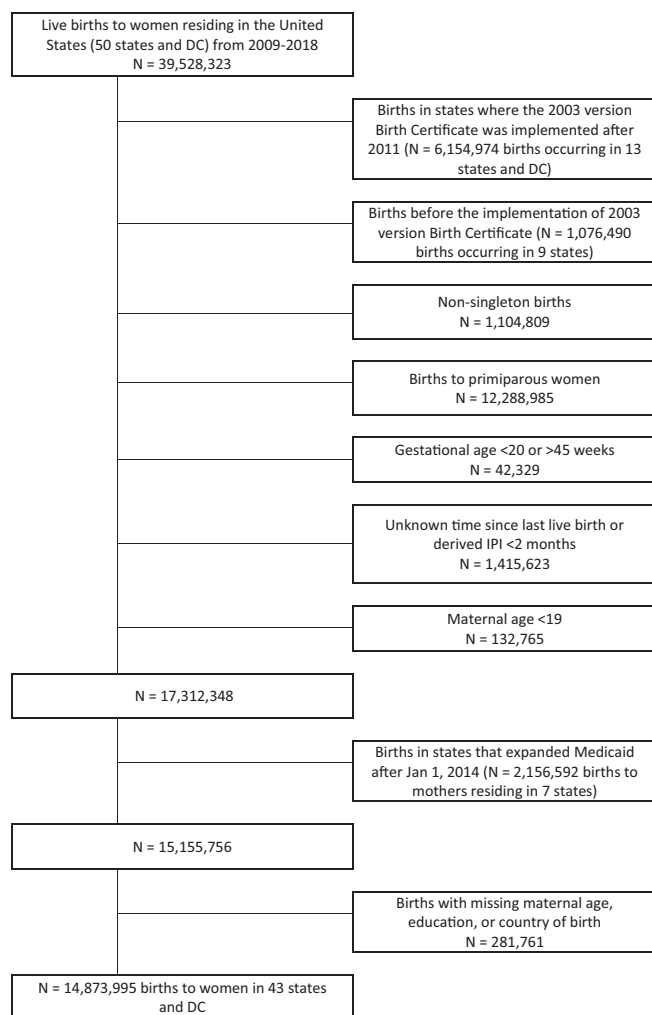 Live births to women residing in the United
States (50 states and DC) from 2009-2018
N = 39,528,323
Births in states where the 2003 version
Birth Certificate was implemented after
2011 (N = 6,154,974 births occurring in 13
states and DC)
Births before the implementation of 2003
version Birth Certificate (N = 1,076,490
births occurring in 9 states)
Non-singleton births
N = 1,104,809
Births to primiparous women
N = 12,288,985
Gestational age <20 or >45 weeks
N = 42,329
Unknown time since last live birth or
derived IPI <2 months
N = 1,415,623
Maternal age <19
N = 132,765
N = 17,312,348
Births in states that expanded Medicaid
after Jan 1, 2014 (N = 2,156,592 births to
mothers residing in 7 states)
N = 15,155,756
Births with missing maternal age,
education, or country of birth
N = 281,761
N = 14,873,995 births to women in 43 states
and DC